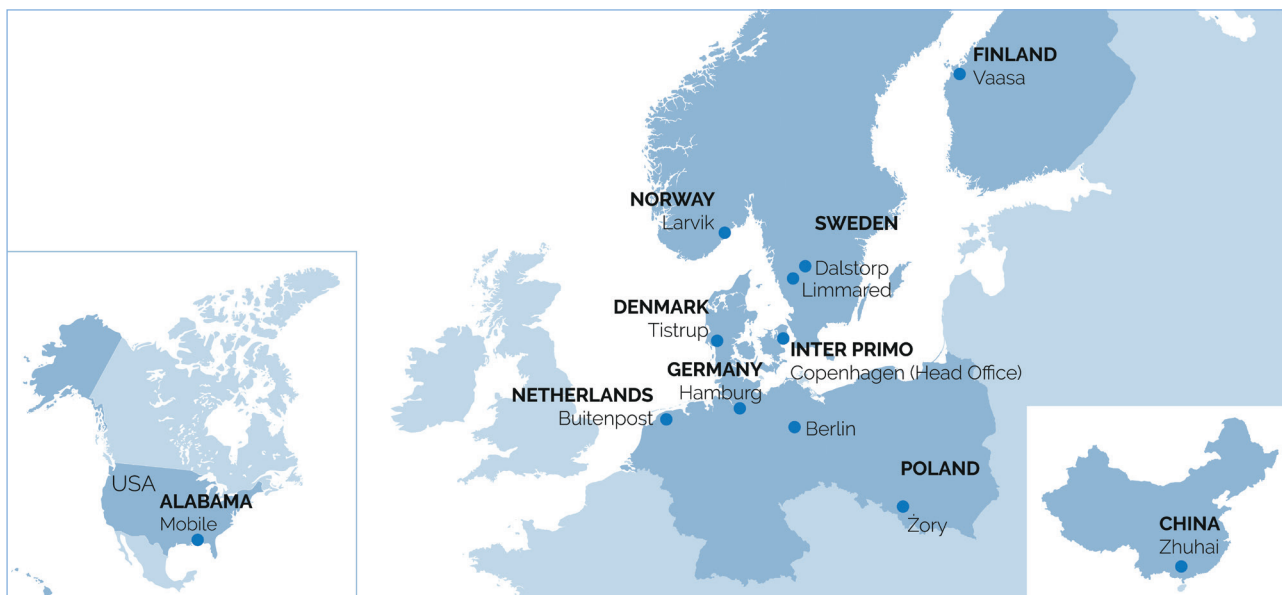 FINLAND
Vaasa
NORWAY
Larvik
SWEDEN
Dalstorp
Limmared
DENMARK
Tistrup
INTER PRIMO
Copenhagen (Head Office)
GERMANY
Hamburg
NETHERLANDS
Buitenpost
Berlin
POLAND
Żory
USA
ALABAMA
Mobile
CHINA
Zhuhai